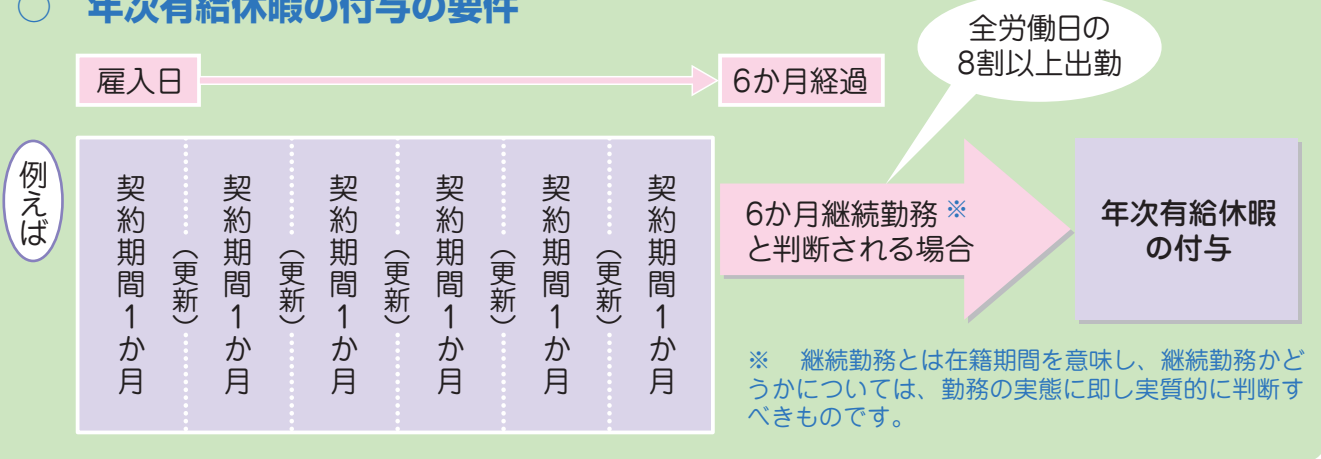 ○ 年次有給休暇の付与の要件
全労働日の
8割以上出勤
雇入日
6か月経過
例えば
契約期間1か月
（更新）
契約期間1か月
（更新）
契約期間1か月
（更新）
契約期間1か月
（更新）
契約期間1か月
（更新）
契約期間1か月
6か月継続勤務※
と判断される場合
年次有給休暇
の付与
※ 継続勤務とは在籍期間を意味し、継続勤務かど
うかについては、勤務の実態に即し実質的に判断す
べきものです。